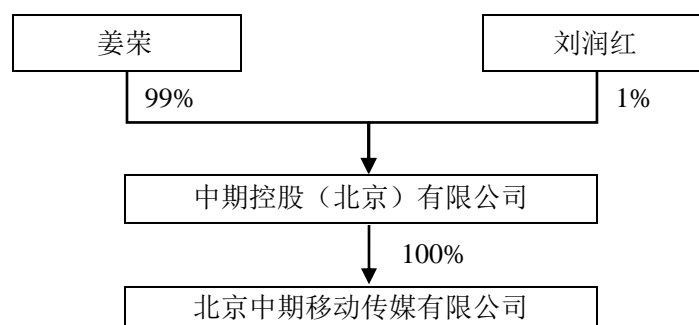 姜荣
刘润红
99%
1%
中期控股（北京）有限公司
100%
北京中期移动传媒有限公司